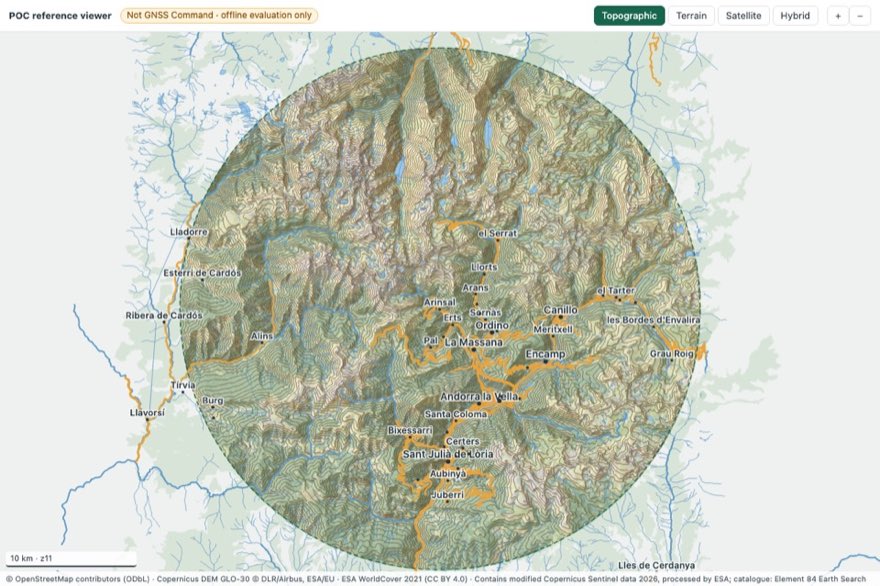 POC reference viewer
Not GNSS Command · offline evaluation only
Topographic
Terrain
Satellite
Hybrid
+
−
Lladorre
el Serrat
Esterri de Cardós
Llorts
Arans
el Tarter
Arinsal
Ribera de Cardós
Sornàs
Canillo
Erts
les Bordes d'Envalira
Ordino
Meritxell
Alins
Pal
La Massana
Encamp
Grau Roig
Tírvia
Burg
Andorra la Vella
Llavorsí
Santa Coloma
Bixessarri
Certers
Sant Julià de Lòria
Aubinyà
Juberri
10 km · z11
Lles de Cerdanya
© OpenStreetMap contributors (ODbL) · Copernicus DEM GLO-30 © DLR/Airbus, ESA/EU · ESA WorldCover 2021 (CC BY 4.0) · Contains modified Copernicus Sentinel data 2026, processed by ESA; catalogue: Element 84 Earth Search